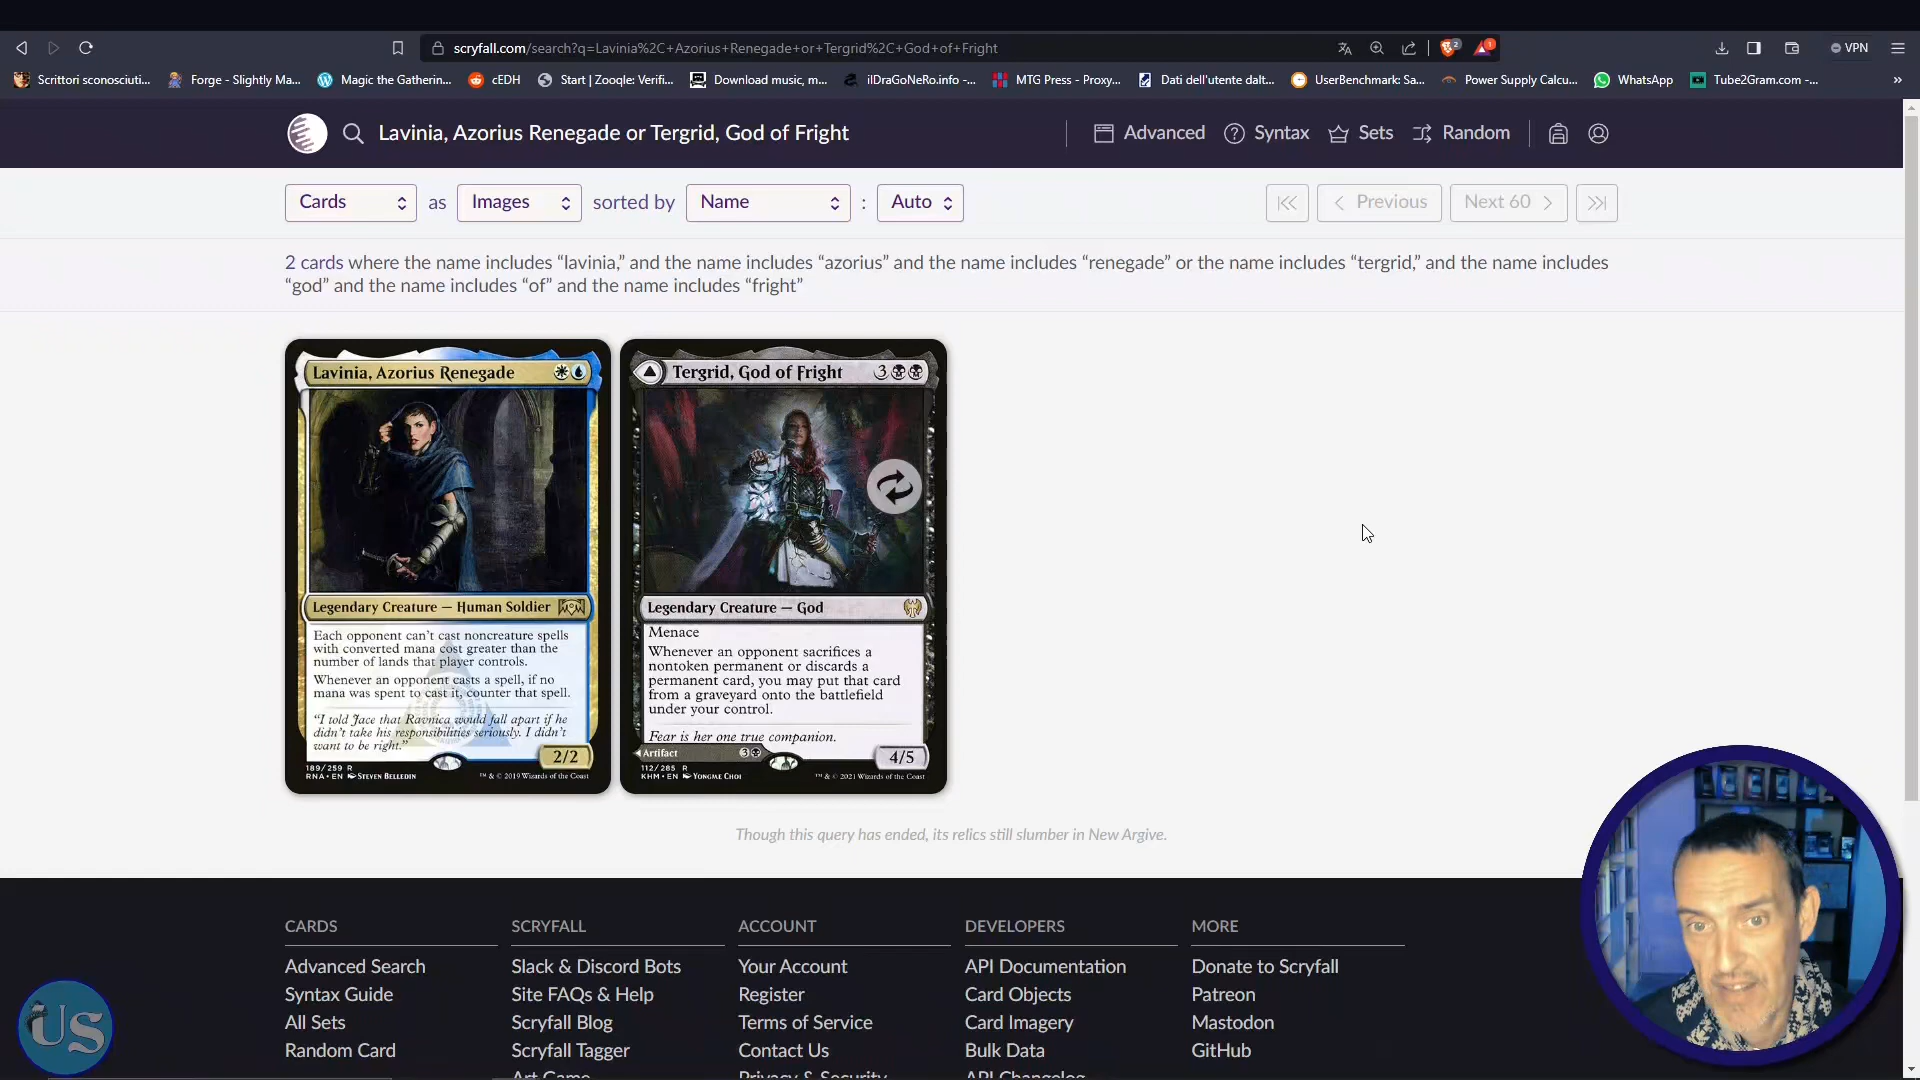 scryfall.com/search?q=Lavinia%2C+Azorius+Renegade+or+Tergrid%2C+God+of+Fright
2
1
VPN
Scrittori sconosciuti...
Forge - Slightly Ma...
Magic the Gatherin...
cEDH
Start | Zooqle: Verifi...
Download music, m...
ilDraGoNeRo.info -...
MTG Press - Proxy...
Dati dell'utente dalt...
UserBenchmark: Sa...
Power Supply Calcu...
WhatsApp
Tube2Gram.com -...
Lavinia, Azorius Renegade or Tergrid, God of Fright
Advanced
Syntax
Sets
Random
Cards as Images sorted by Name : Auto
Previous
Next 60
2 cards where the name includes “lavinia,” and the name includes “azorius” and the name includes “renegade” or the name includes “tergrid,” and the name includes
“god” and the name includes “of” and the name includes “fright”
Lavinia, Azorius Renegade
Legendary Creature — Human Soldier
Each opponent can't cast noncreature spells
with converted mana cost greater than the
number of lands that player controls.
Whenever an opponent casts a spell, if no
mana was spent to cast it, counter that spell.
“I told Jace that Ravnica would fall apart if he
didn't take his responsibilities seriously. I didn't
want to be right.”
2/2
189/259 R
RNA • EN STEVEN BELLEDIN
™ & © 2019 Wizards of the Coast
Tergrid, God of Fright
3
Legendary Creature — God
Menace
Whenever an opponent sacrifices a
nontoken permanent or discards a
permanent card, you may put that card
from a graveyard onto the battlefield
under your control.
Fear is her one true companion.
Artifact 3
4/5
112/285 R
KHM • EN YONGJAE CHOI
™ & © 2021 Wizards of the Coast
Though this query has ended, its relics still slumber in New Argive.
CARDS
Advanced Search
Syntax Guide
All Sets
Random Card
SCRYFALL
Slack & Discord Bots
Site FAQs & Help
Scryfall Blog
Scryfall Tagger
Art Game
ACCOUNT
Your Account
Register
Terms of Service
Contact Us
Privacy & Security
DEVELOPERS
API Documentation
Card Objects
Card Imagery
Bulk Data
API Changelog
MORE
Donate to Scryfall
Patreon
Mastodon
GitHub
US